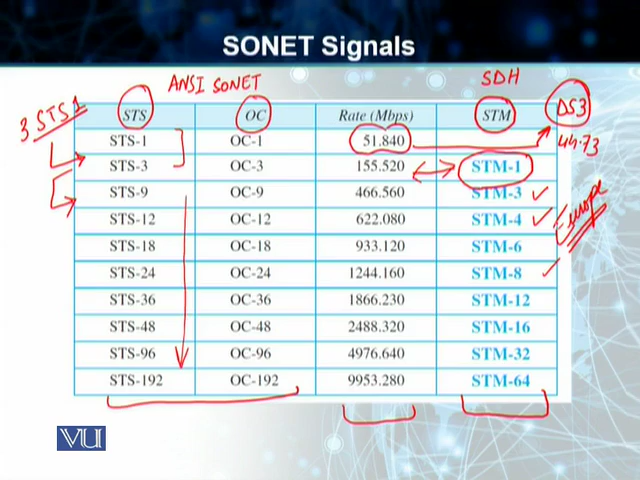 SONET Signals
ANSI SONET SDH
3 STS1 STS OC Rate (Mbps) STM DS3
STS-1 OC-1 51.840 44.73
STS-3 OC-3 155.520 STM-1
STS-9 OC-9 466.560 STM-3
STS-12 OC-12 622.080 STM-4 Europe
STS-18 OC-18 933.120 STM-6
STS-24 OC-24 1244.160 STM-8
STS-36 OC-36 1866.230 STM-12
STS-48 OC-48 2488.320 STM-16
STS-96 OC-96 4976.640 STM-32
STS-192 OC-192 9953.280 STM-64
VU